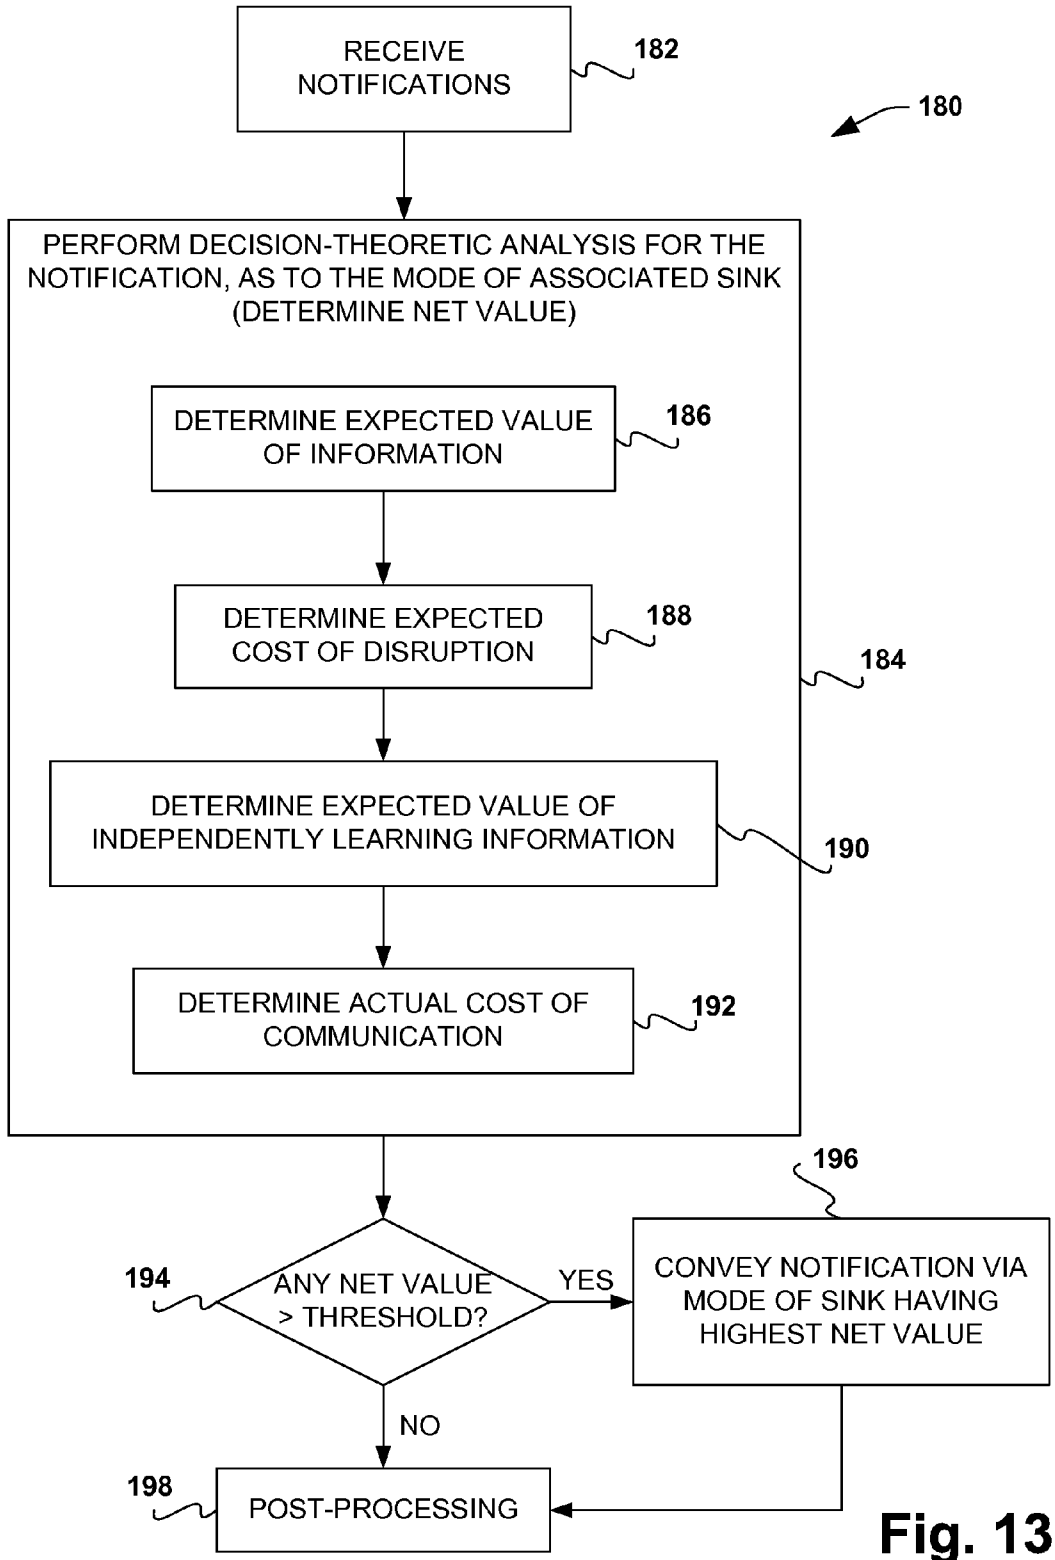 RECEIVE
NOTIFICATIONS
182
180
PERFORM DECISION-THEORETIC ANALYSIS FOR THE
NOTIFICATION, AS TO THE MODE OF ASSOCIATED SINK
(DETERMINE NET VALUE)
DETERMINE EXPECTED VALUE
OF INFORMATION
186
DETERMINE EXPECTED
COST OF DISRUPTION
188
184
DETERMINE EXPECTED VALUE OF
INDEPENDENTLY LEARNING INFORMATION
190
DETERMINE ACTUAL COST OF
COMMUNICATION
192
194
ANY NET VALUE
> THRESHOLD?
YES
196
CONVEY NOTIFICATION VIA
MODE OF SINK HAVING
HIGHEST NET VALUE
NO
198
POST-PROCESSING
Fig. 13